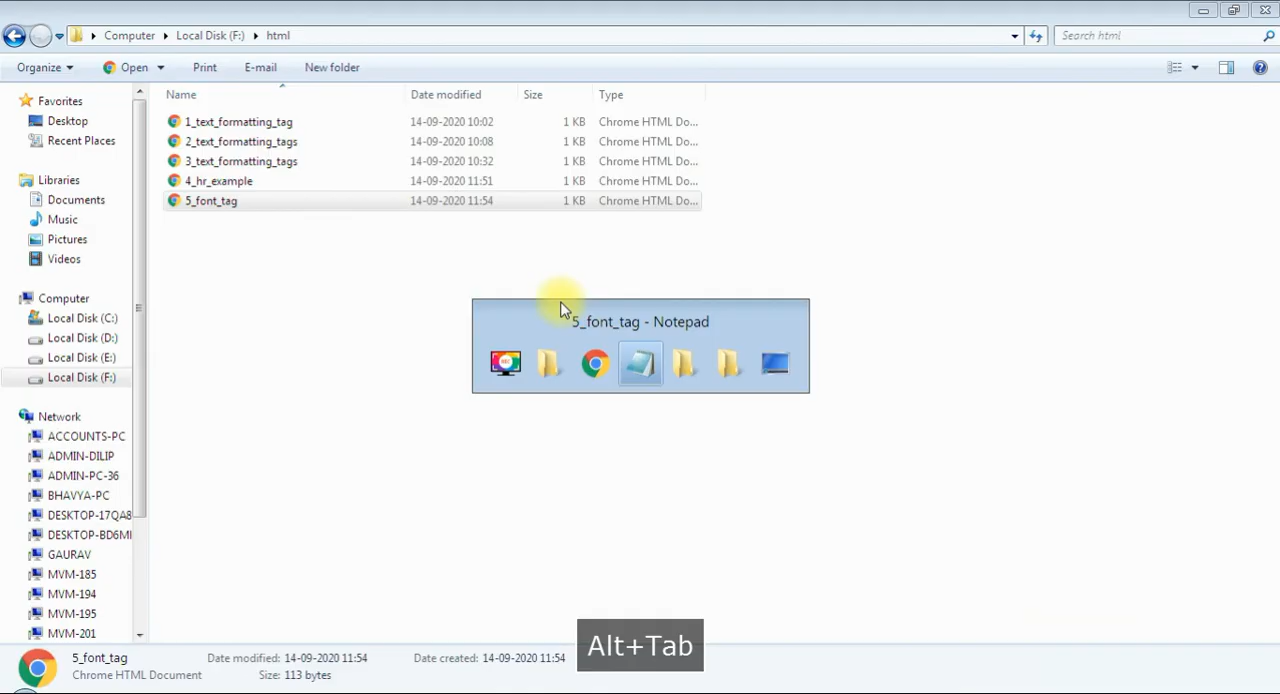 Computer Local Disk (F:) html Search html
Organize Open Print E-mail New folder
Name Date modified Size Type
1_text_formatting_tag 14-09-2020 10:02 1 KB Chrome HTML Do...
2_text_formatting_tags 14-09-2020 10:08 1 KB Chrome HTML Do...
3_text_formatting_tags 14-09-2020 10:32 1 KB Chrome HTML Do...
4_hr_example 14-09-2020 11:51 1 KB Chrome HTML Do...
5_font_tag 14-09-2020 11:54 1 KB Chrome HTML Do...
Favorites
Desktop
Recent Places
Libraries
Documents
Music
Pictures
Videos
Computer
Local Disk (C:)
Local Disk (D:)
Local Disk (E:)
Local Disk (F:)
Network
ACCOUNTS-PC
ADMIN-DILIP
ADMIN-PC-36
BHAVYA-PC
DESKTOP-17QA8
DESKTOP-BD6MI
GAURAV
MVM-185
MVM-194
MVM-195
MVM-201
5_font_tag - Notepad
Alt+Tab
5_font_tag Date modified: 14-09-2020 11:54 Date created: 14-09-2020 11:54
Chrome HTML Document Size: 113 bytes